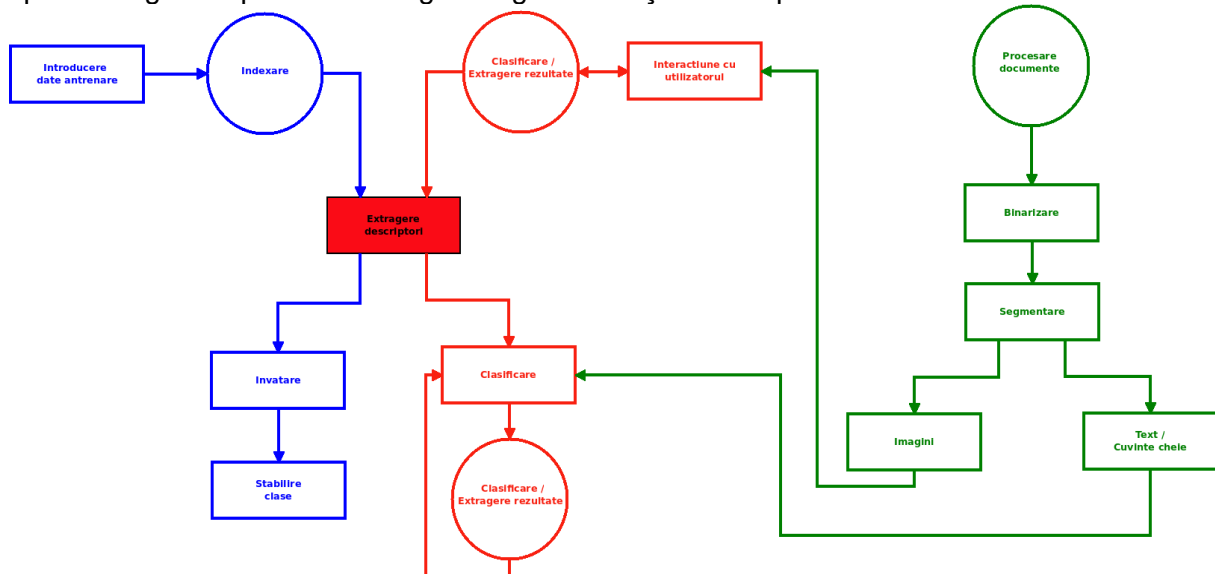 Introducere
date antrenare
Indexare
Clasificare /
Extragere rezultate
Interactiune cu
utilizatorul
Procesare
documente
Extragere
descriptori
Binarizare
Segmentare
Invatare
Clasificare
Imagini
Text /
Cuvinte cheie
Stabilire
clase
Clasificare /
Extragere rezultate